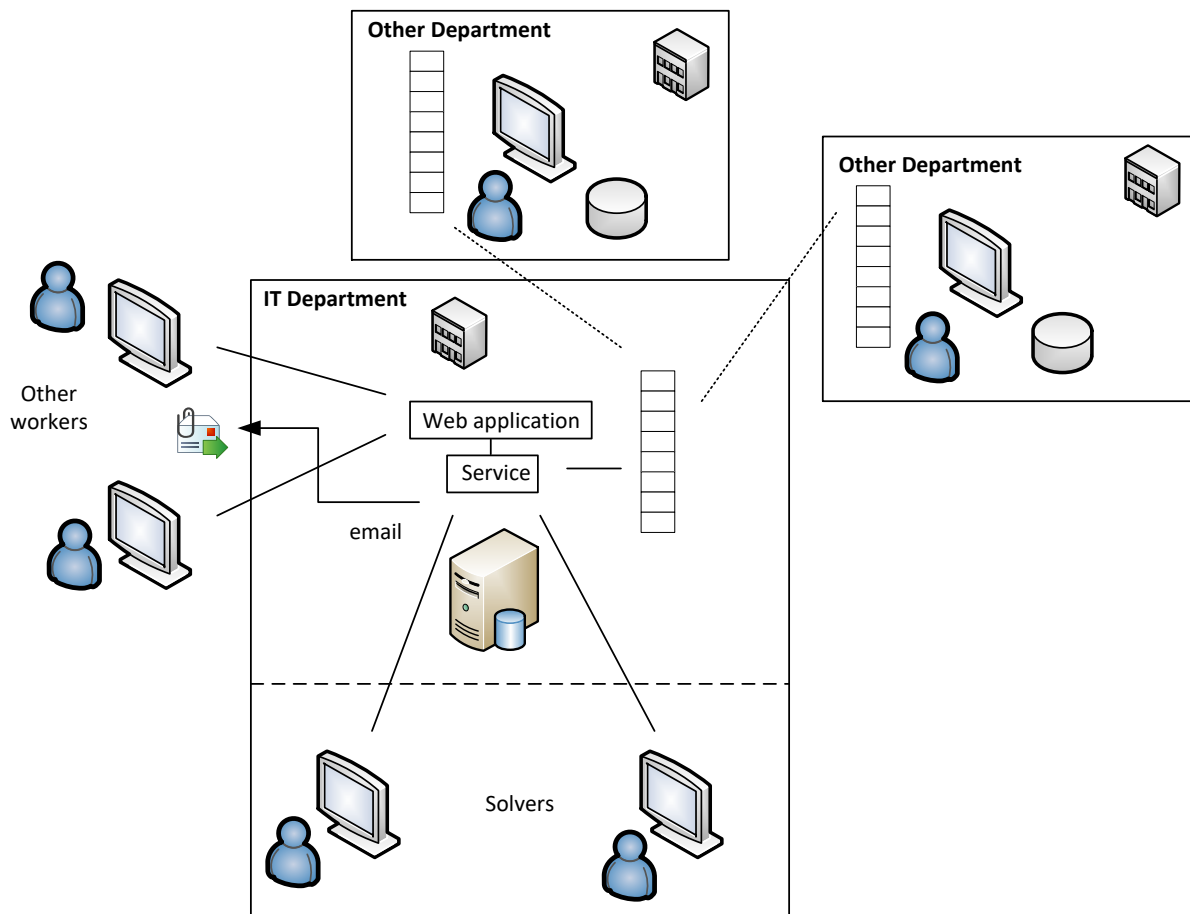 Other Department
Other Department
IT Department
Other
workers
Web application
Service
email
Solvers